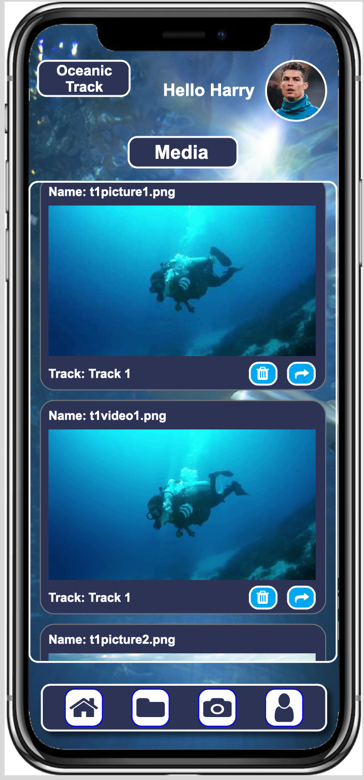 Oceanic
Track
Hello Harry
Media
Name: t1picture1.png
Track: Track 1
Name: t1video1.png
Track: Track 1
Name: t1picture2.png